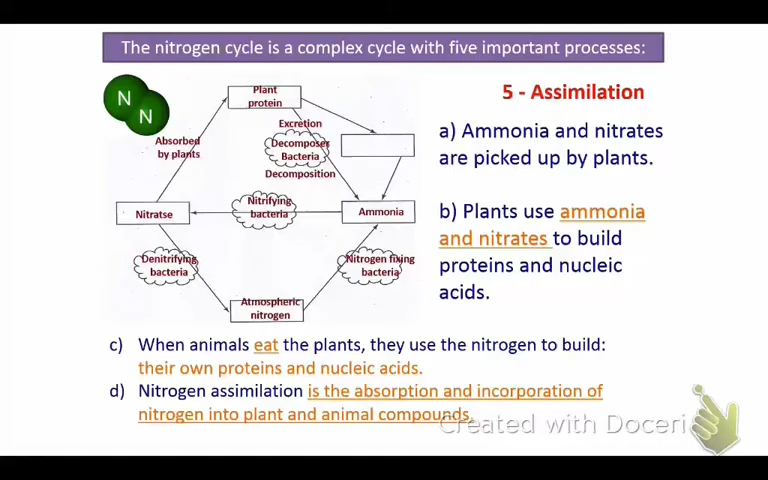 The nitrogen cycle is a complex cycle with five important processes:
N
N
Plant
protein
Excretion
Decomposer
Bacteria
Decomposition
Absorbed
by plants
Nitratse
Nitrifying
bacteria
Ammonia
Denitrifying
bacteria
Nitrogen fixing
bacteria
Atmospheric
nitrogen
5 - Assimilation
a) Ammonia and nitrates
are picked up by plants.
b) Plants use ammonia
and nitrates to build
proteins and nucleic
acids.
c) When animals eat the plants, they use the nitrogen to build:
their own proteins and nucleic acids.
d) Nitrogen assimilation is the absorption and incorporation of
nitrogen into plant and animal compounds.
Created with Doceri